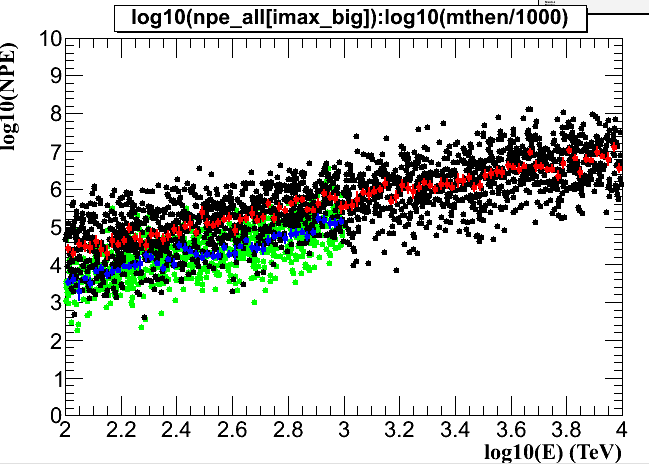 log10(npe_all[imax_big]):log10(mthen/1000)
log10(NPE)
10
9
8
7
6
5
4
3
2
1
0
2 2.2 2.4 2.6 2.8 3 3.2 3.4 3.6 3.8 4
log10(E) (TeV)